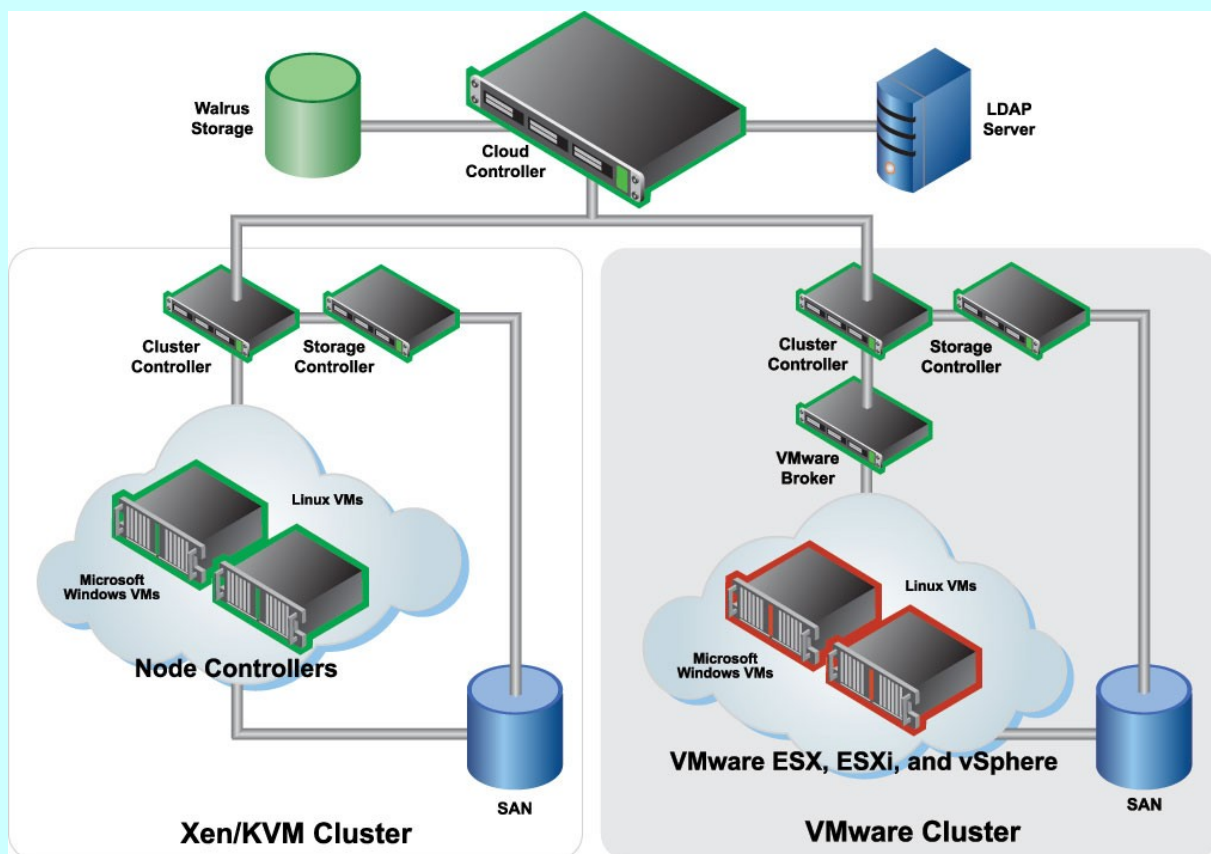 Walrus
Storage
Cloud
Controller
LDAP
Server
Cluster
Controller
Storage
Controller
Linux VMs
Microsoft
Windows VMs
Node Controllers
SAN
Xen/KVM Cluster
Cluster
Controller
Storage
Controller
VMware
Broker
Linux VMs
Microsoft
Windows VMs
VMware ESX, ESXi, and vSphere
SAN
VMware Cluster